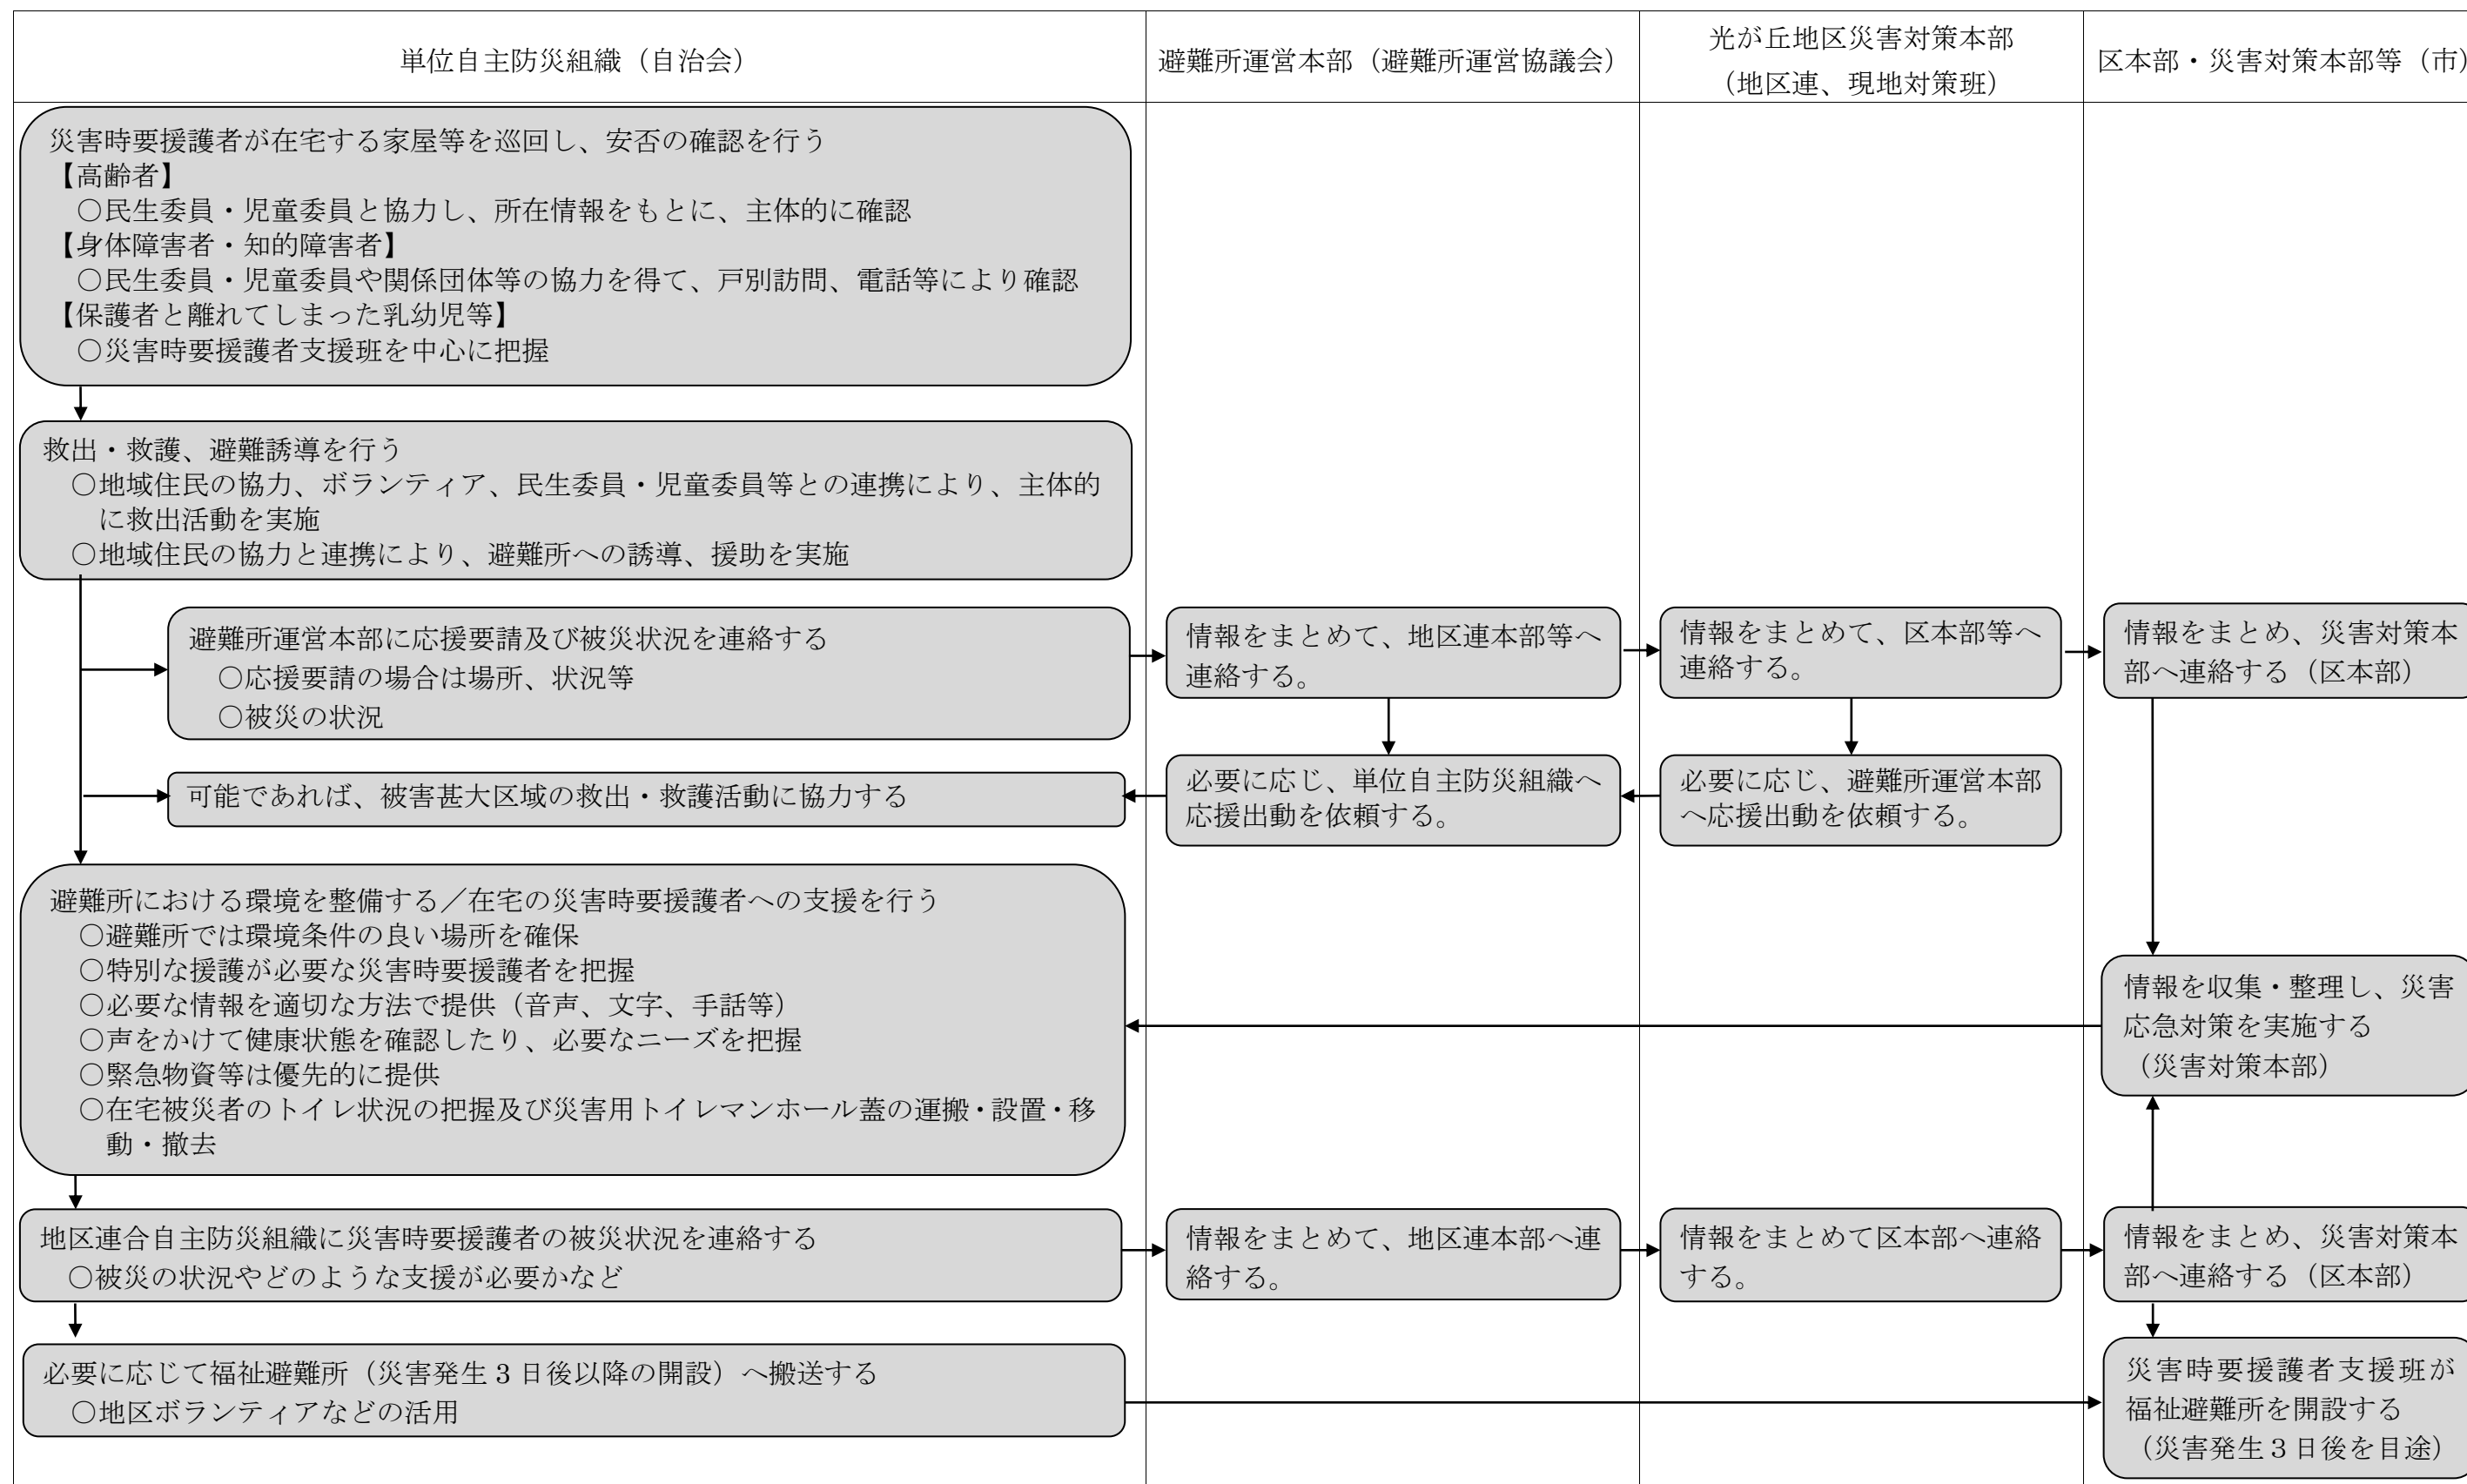 単位自主防災組織（自治会）
避難所運営本部（避難所運営協議会）
光が丘地区災害対策本部
（地区連、現地対策班）
区本部・災害対策本部等（市）
災害時要援護者が在宅する家屋等を巡回し、安否の確認を行う
【高齢者】
○民生委員・児童委員と協力し、所在情報をもとに、主体的に確認
【身体障害者・知的障害者】
○民生委員・児童委員や関係団体等の協力を得て、戸別訪問、電話等により確認
【保護者と離れてしまった乳幼児等】
○災害時要援護者支援班を中心に把握
救出・救護、避難誘導を行う
○地域住民の協力、ボランティア、民生委員・児童委員等との連携により、主体的
に救出活動を実施
○地域住民の協力と連携により、避難所への誘導、援助を実施
避難所運営本部に応援要請及び被災状況を連絡する
○応援要請の場合は場所、状況等
○被災の状況
情報をまとめて、地区連本部等へ
連絡する。
情報をまとめて、区本部等へ
連絡する。
情報をまとめ、災害対策本
部へ連絡する（区本部）
可能であれば、被害甚大区域の救出・救護活動に協力する
必要に応じ、単位自主防災組織へ
応援出動を依頼する。
必要に応じ、避難所運営本部
へ応援出動を依頼する。
避難所における環境を整備する／在宅の災害時要援護者への支援を行う
○避難所では環境条件の良い場所を確保
○特別な援護が必要な災害時要援護者を把握
○必要な情報を適切な方法で提供（音声、文字、手話等）
○声をかけて健康状態を確認したり、必要なニーズを把握
○緊急物資等は優先的に提供
○在宅被災者のトイレ状況の把握及び災害用トイレマンホール蓋の運搬・設置・移
動・撤去
情報を収集・整理し、災害
応急対策を実施する
（災害対策本部）
地区連合自主防災組織に災害時要援護者の被災状況を連絡する
○被災の状況やどのような支援が必要かなど
情報をまとめて、地区連本部へ連
絡する。
情報をまとめて区本部へ連絡
する。
情報をまとめ、災害対策本
部へ連絡する（区本部）
必要に応じて福祉避難所（災害発生３日後以降の開設）へ搬送する
○地区ボランティアなどの活用
災害時要援護者支援班が
福祉避難所を開設する
（災害発生３日後を目途）